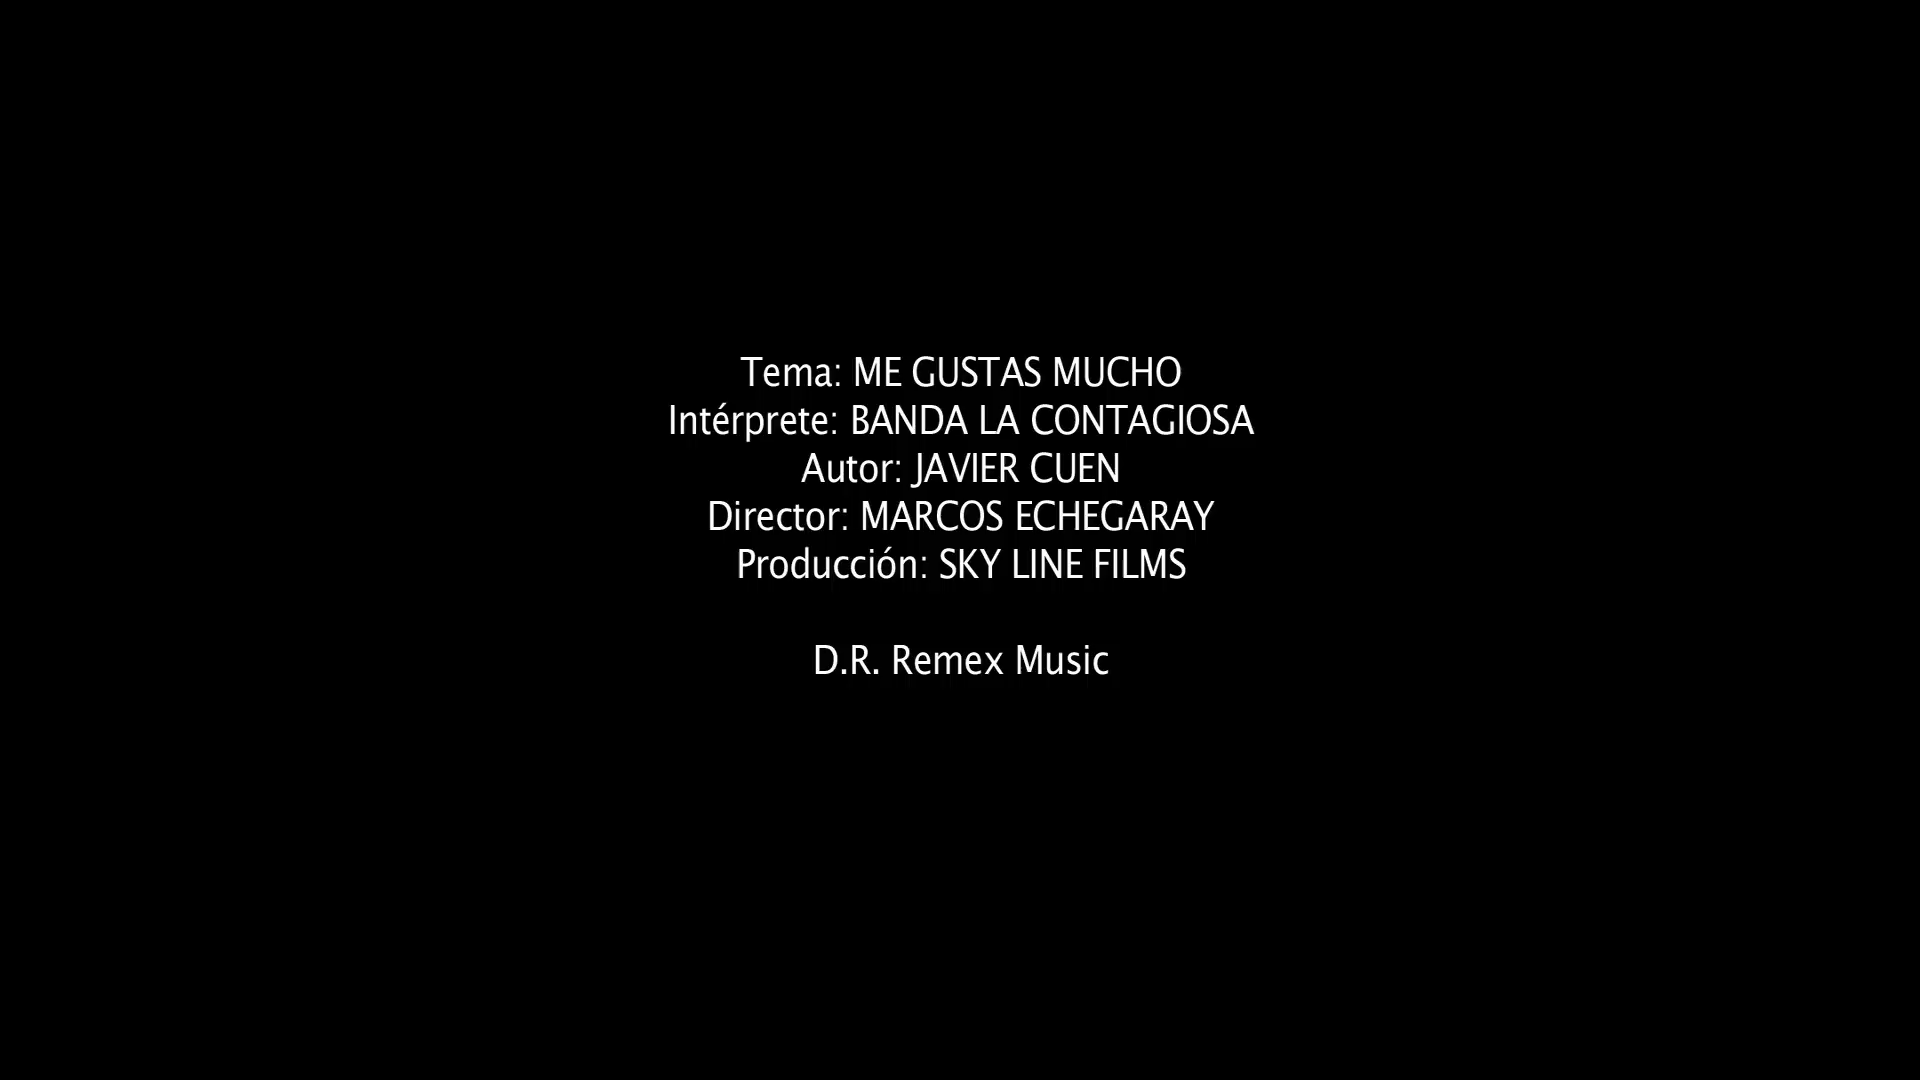 Tema: ME GUSTAS MUCHO
Intérprete: BANDA LA CONTAGIOSA
Autor: JAVIER CUEN
Director: MARCOS ECHEGARAY
Producción: SKY LINE FILMS
D.R. Remex Music